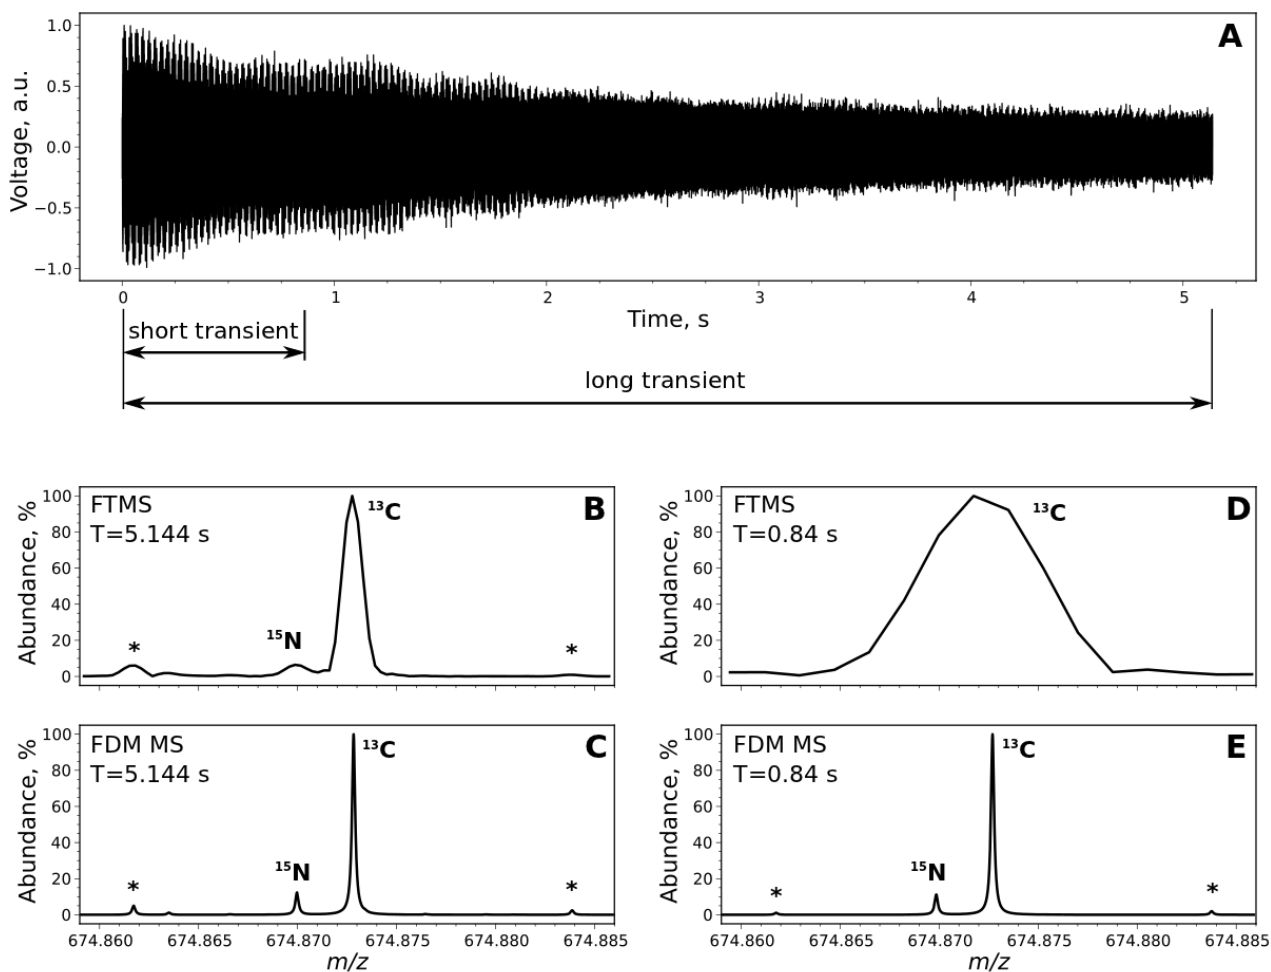 A
Voltage, a.u.
1.0
0.5
0.0
−0.5
−1.0
0 1 2 3 4 5
Time, s
short transient
long transient
B
FTMS
T=5.144 s
Abundance, %
100
80
60
40
20
0
* ¹⁵N ¹³C *
D
FTMS
T=0.84 s
Abundance, %
100
80
60
40
20
0
¹³C
C
FDM MS
T=5.144 s
Abundance, %
100
80
60
40
20
0
* ¹⁵N ¹³C *
674.860 674.865 674.870 674.875 674.880 674.885
m/z
E
FDM MS
T=0.84 s
Abundance, %
100
80
60
40
20
0
* ¹⁵N ¹³C *
674.860 674.865 674.870 674.875 674.880 674.885
m/z